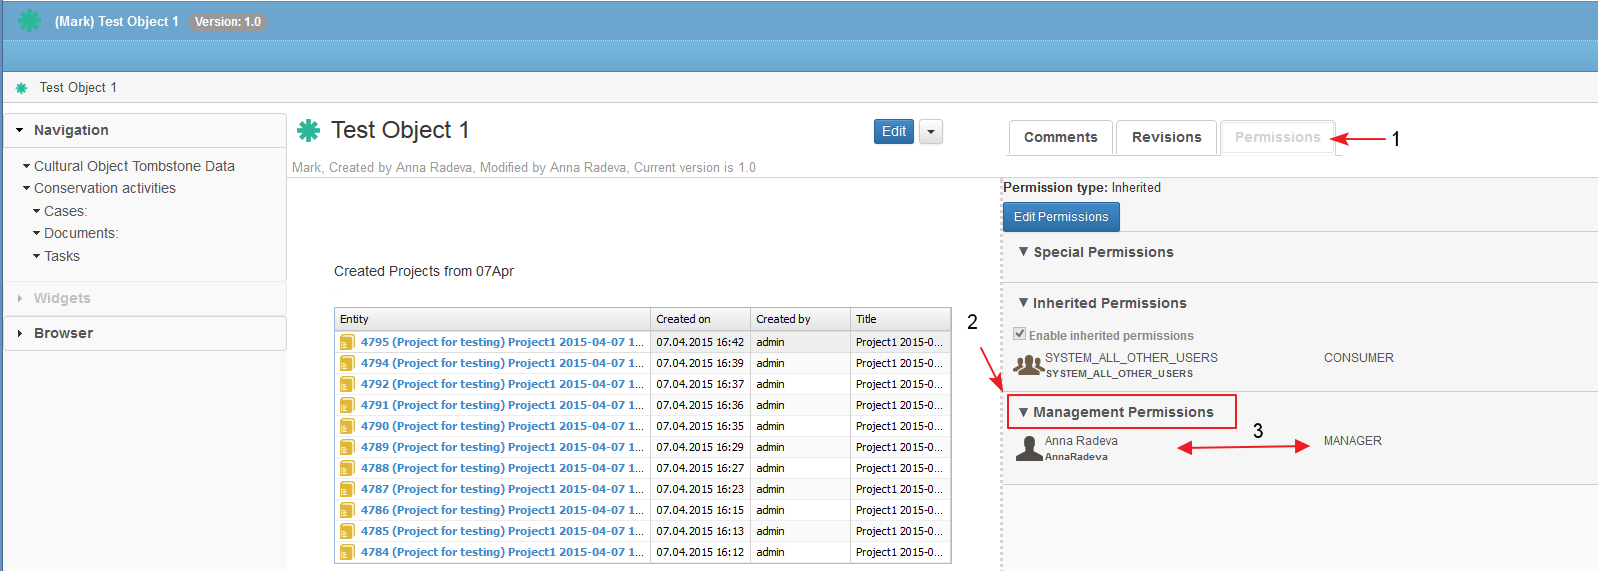 (Mark) Test Object 1 Version: 1.0
Test Object 1
Navigation
Cultural Object Tombstone Data
Conservation activities
Cases:
Documents:
Tasks
Widgets
Browser
Test Object 1
Edit
Mark, Created by Anna Radeva, Modified by Anna Radeva, Current version is 1.0
Created Projects from 07Apr
Entity Created on Created by Title
4795 (Project for testing) Project1 2015-04-07 1... 07.04.2015 16:42 admin Project1 2015-0...
4794 (Project for testing) Project1 2015-04-07 1... 07.04.2015 16:39 admin Project1 2015-0...
4792 (Project for testing) Project1 2015-04-07 1... 07.04.2015 16:37 admin Project1 2015-0...
4791 (Project for testing) Project1 2015-04-07 1... 07.04.2015 16:36 admin Project1 2015-0...
4790 (Project for testing) Project1 2015-04-07 1... 07.04.2015 16:35 admin Project1 2015-0...
4789 (Project for testing) Project1 2015-04-07 1... 07.04.2015 16:29 admin Project1 2015-0...
4788 (Project for testing) Project1 2015-04-07 1... 07.04.2015 16:27 admin Project1 2015-0...
4787 (Project for testing) Project1 2015-04-07 1... 07.04.2015 16:23 admin Project1 2015-0...
4786 (Project for testing) Project1 2015-04-07 1... 07.04.2015 16:15 admin Project1 2015-0...
4785 (Project for testing) Project1 2015-04-07 1... 07.04.2015 16:13 admin Project1 2015-0...
4784 (Project for testing) Project1 2015-04-07 1... 07.04.2015 16:12 admin Project1 2015-0...
Comments Revisions Permissions 1
Permission type: Inherited
Edit Permissions
Special Permissions
Inherited Permissions
2
Enable inherited permissions
SYSTEM_ALL_OTHER_USERS CONSUMER
SYSTEM_ALL_OTHER_USERS
Management Permissions
3
Anna Radeva MANAGER
AnnaRadeva